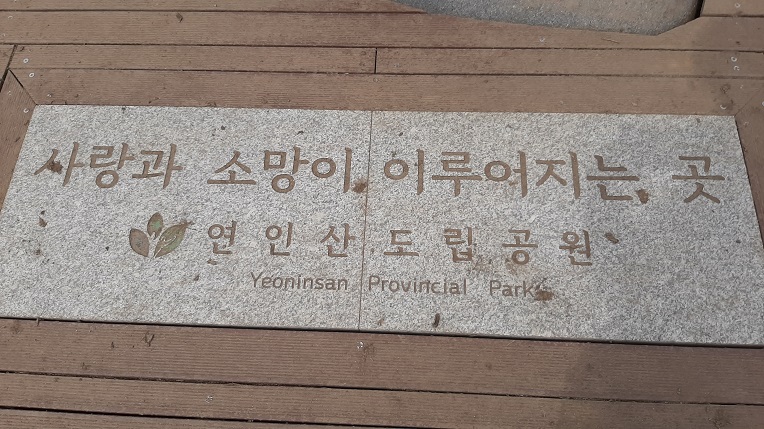 사랑과 소망이 이루어지는, 곳
연인산도립공원
Yeoninsan Provincial Park